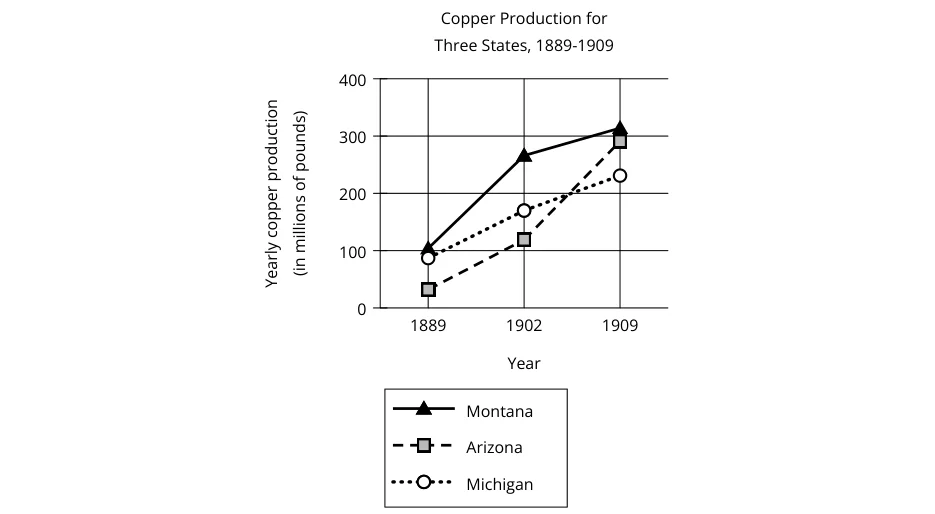 Copper Production for
Three States, 1889-1909
Yearly copper production
(in millions of pounds)
400
300
200
100
0
1889 1902 1909
Year
Montana
Arizona
Michigan